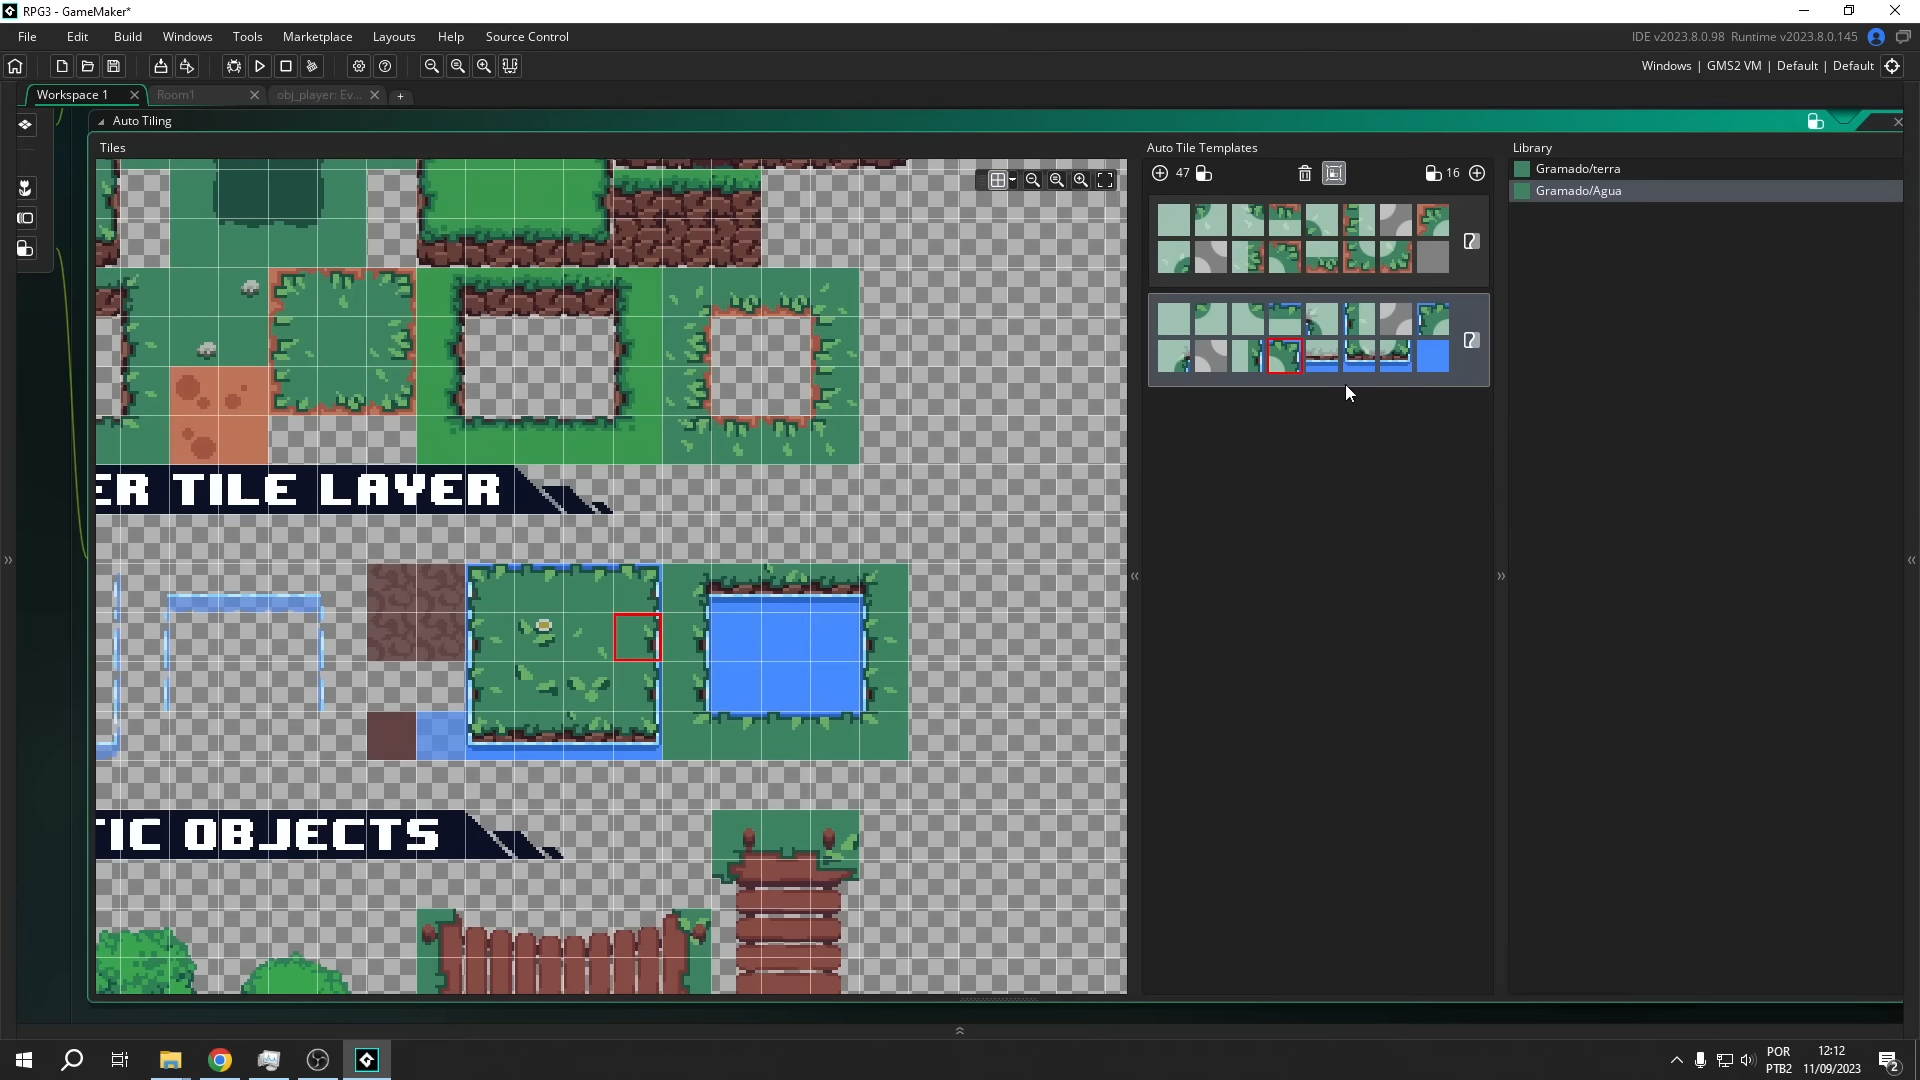 RPG3 - GameMaker*
File Edit Build Windows Tools Marketplace Layouts Help Source Control
IDE v2023.8.0.98 Runtime v2023.8.0.145
Windows | GMS2 VM | Default | Default
Workspace 1
Room1
obj_player: Ev...
Auto Tiling
Tiles
Auto Tile Templates
Library
47
16
Gramado/terra
Gramado/Agua
ER TILE LAYER
TIC OBJECTS
POR
PTB2
12:12
11/09/2023
2